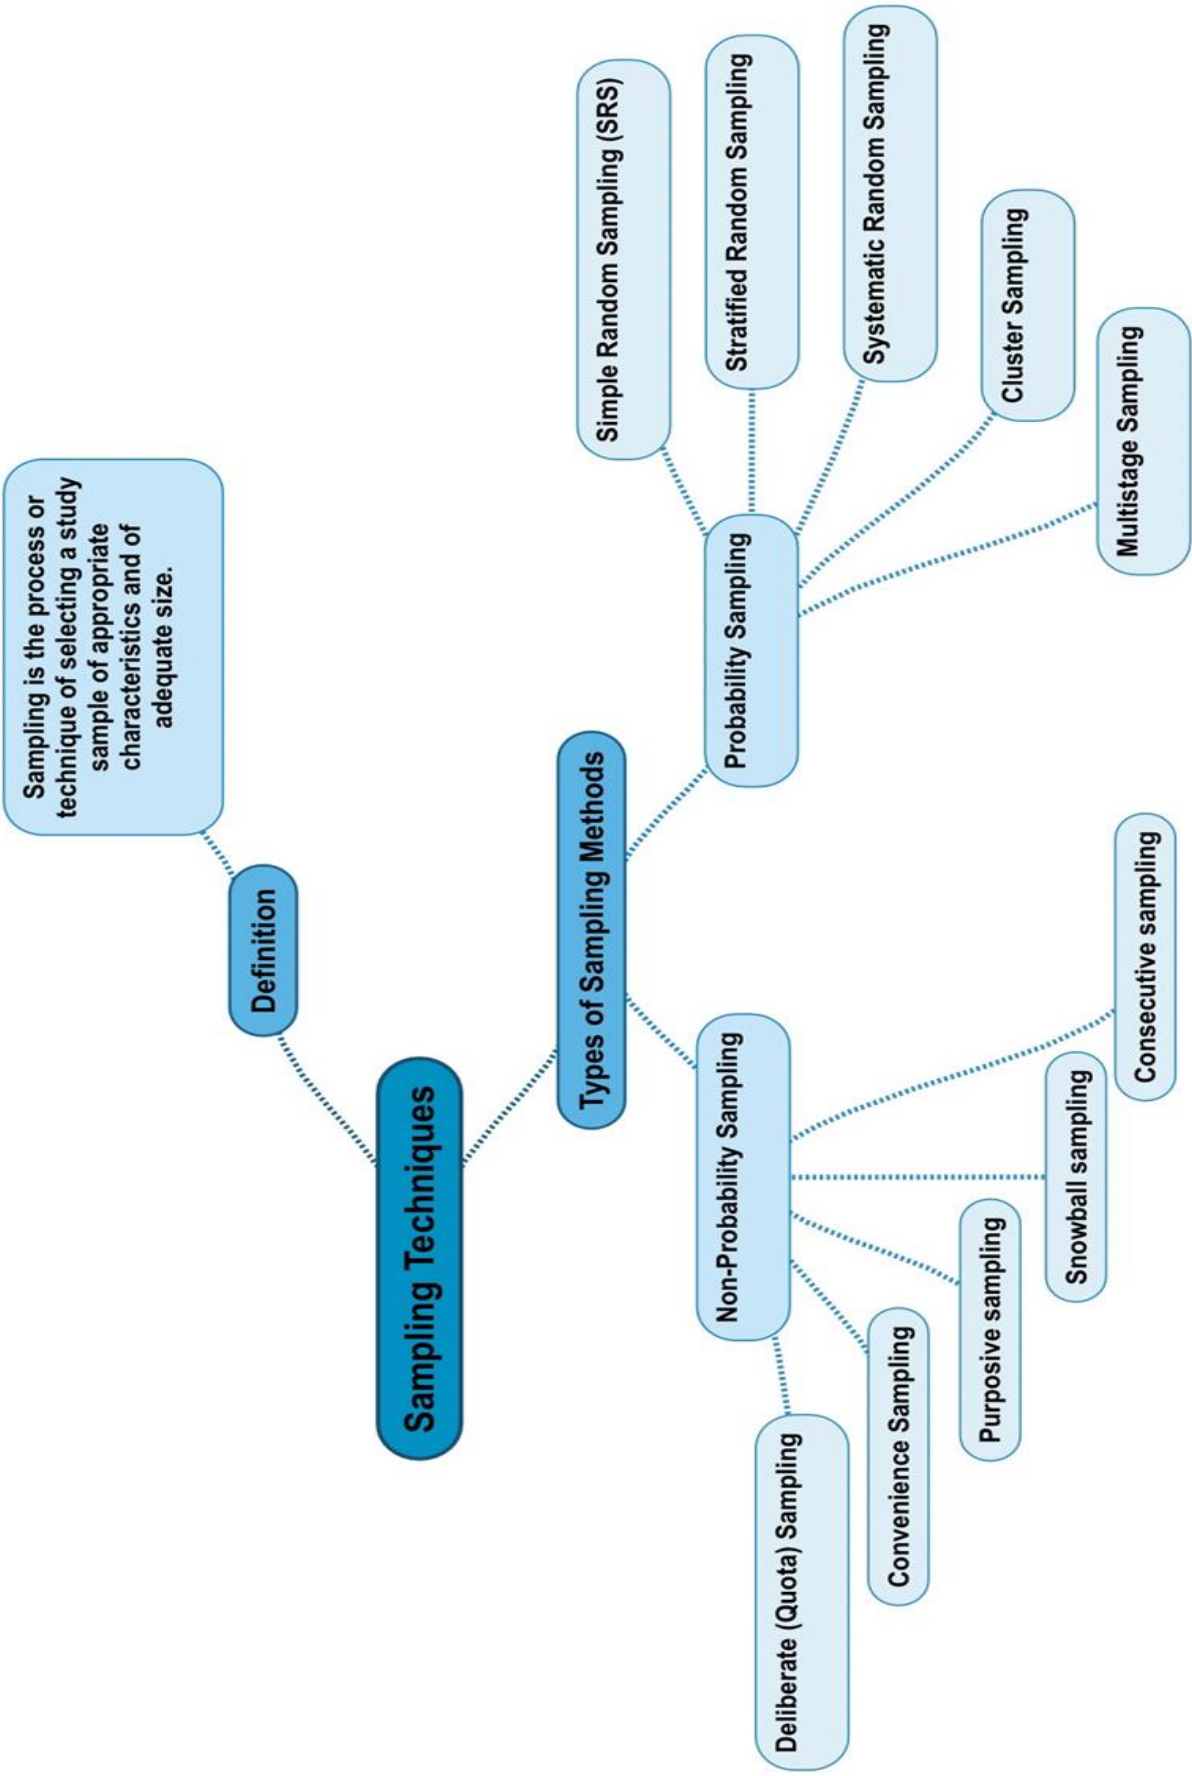 Sampling Techniques
Definition
Sampling is the process or
technique of selecting a study
sample of appropriate
characteristics and of
adequate size.
Types of Sampling Methods
Non-Probability Sampling
Deliberate (Quota) Sampling
Convenience Sampling
Purposive sampling
Snowball sampling
Consecutive sampling
Probability Sampling
Simple Random Sampling (SRS)
Stratified Random Sampling
Systematic Random Sampling
Cluster Sampling
Multistage Sampling